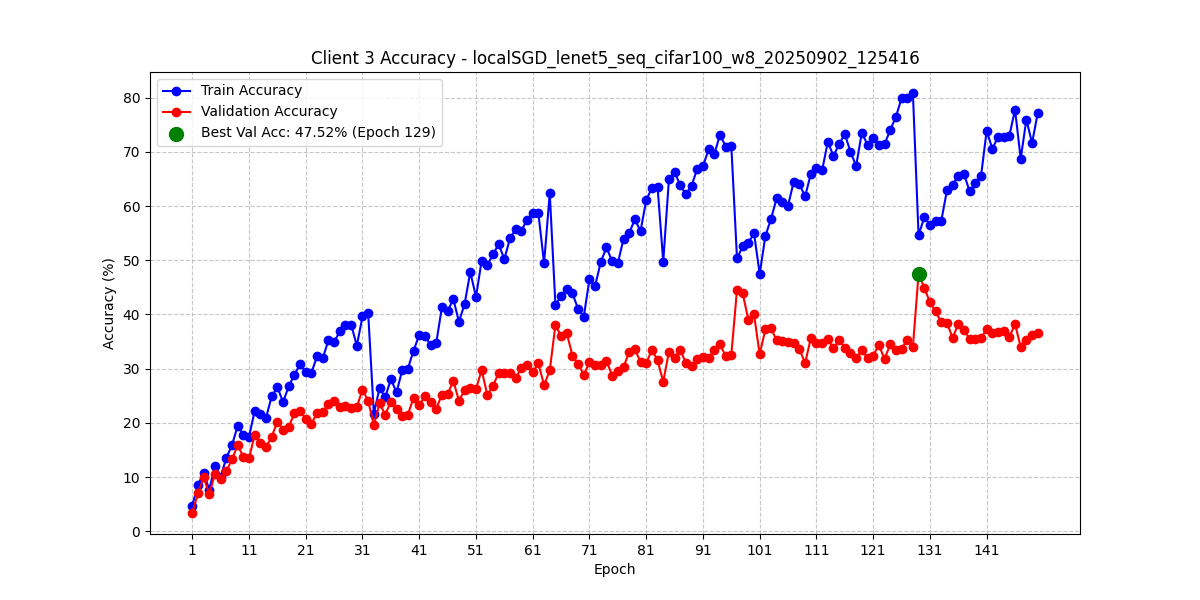 Client 3 Accuracy - localSGD_lenet5_seq_cifar100_w8_20250902_125416
Train Accuracy
Validation Accuracy
Best Val Acc: 47.52% (Epoch 129)
Accuracy (%)
80
70
60
50
40
30
20
10
0
1 11 21 31 41 51 61 71 81 91 101 111 121 131 141
Epoch